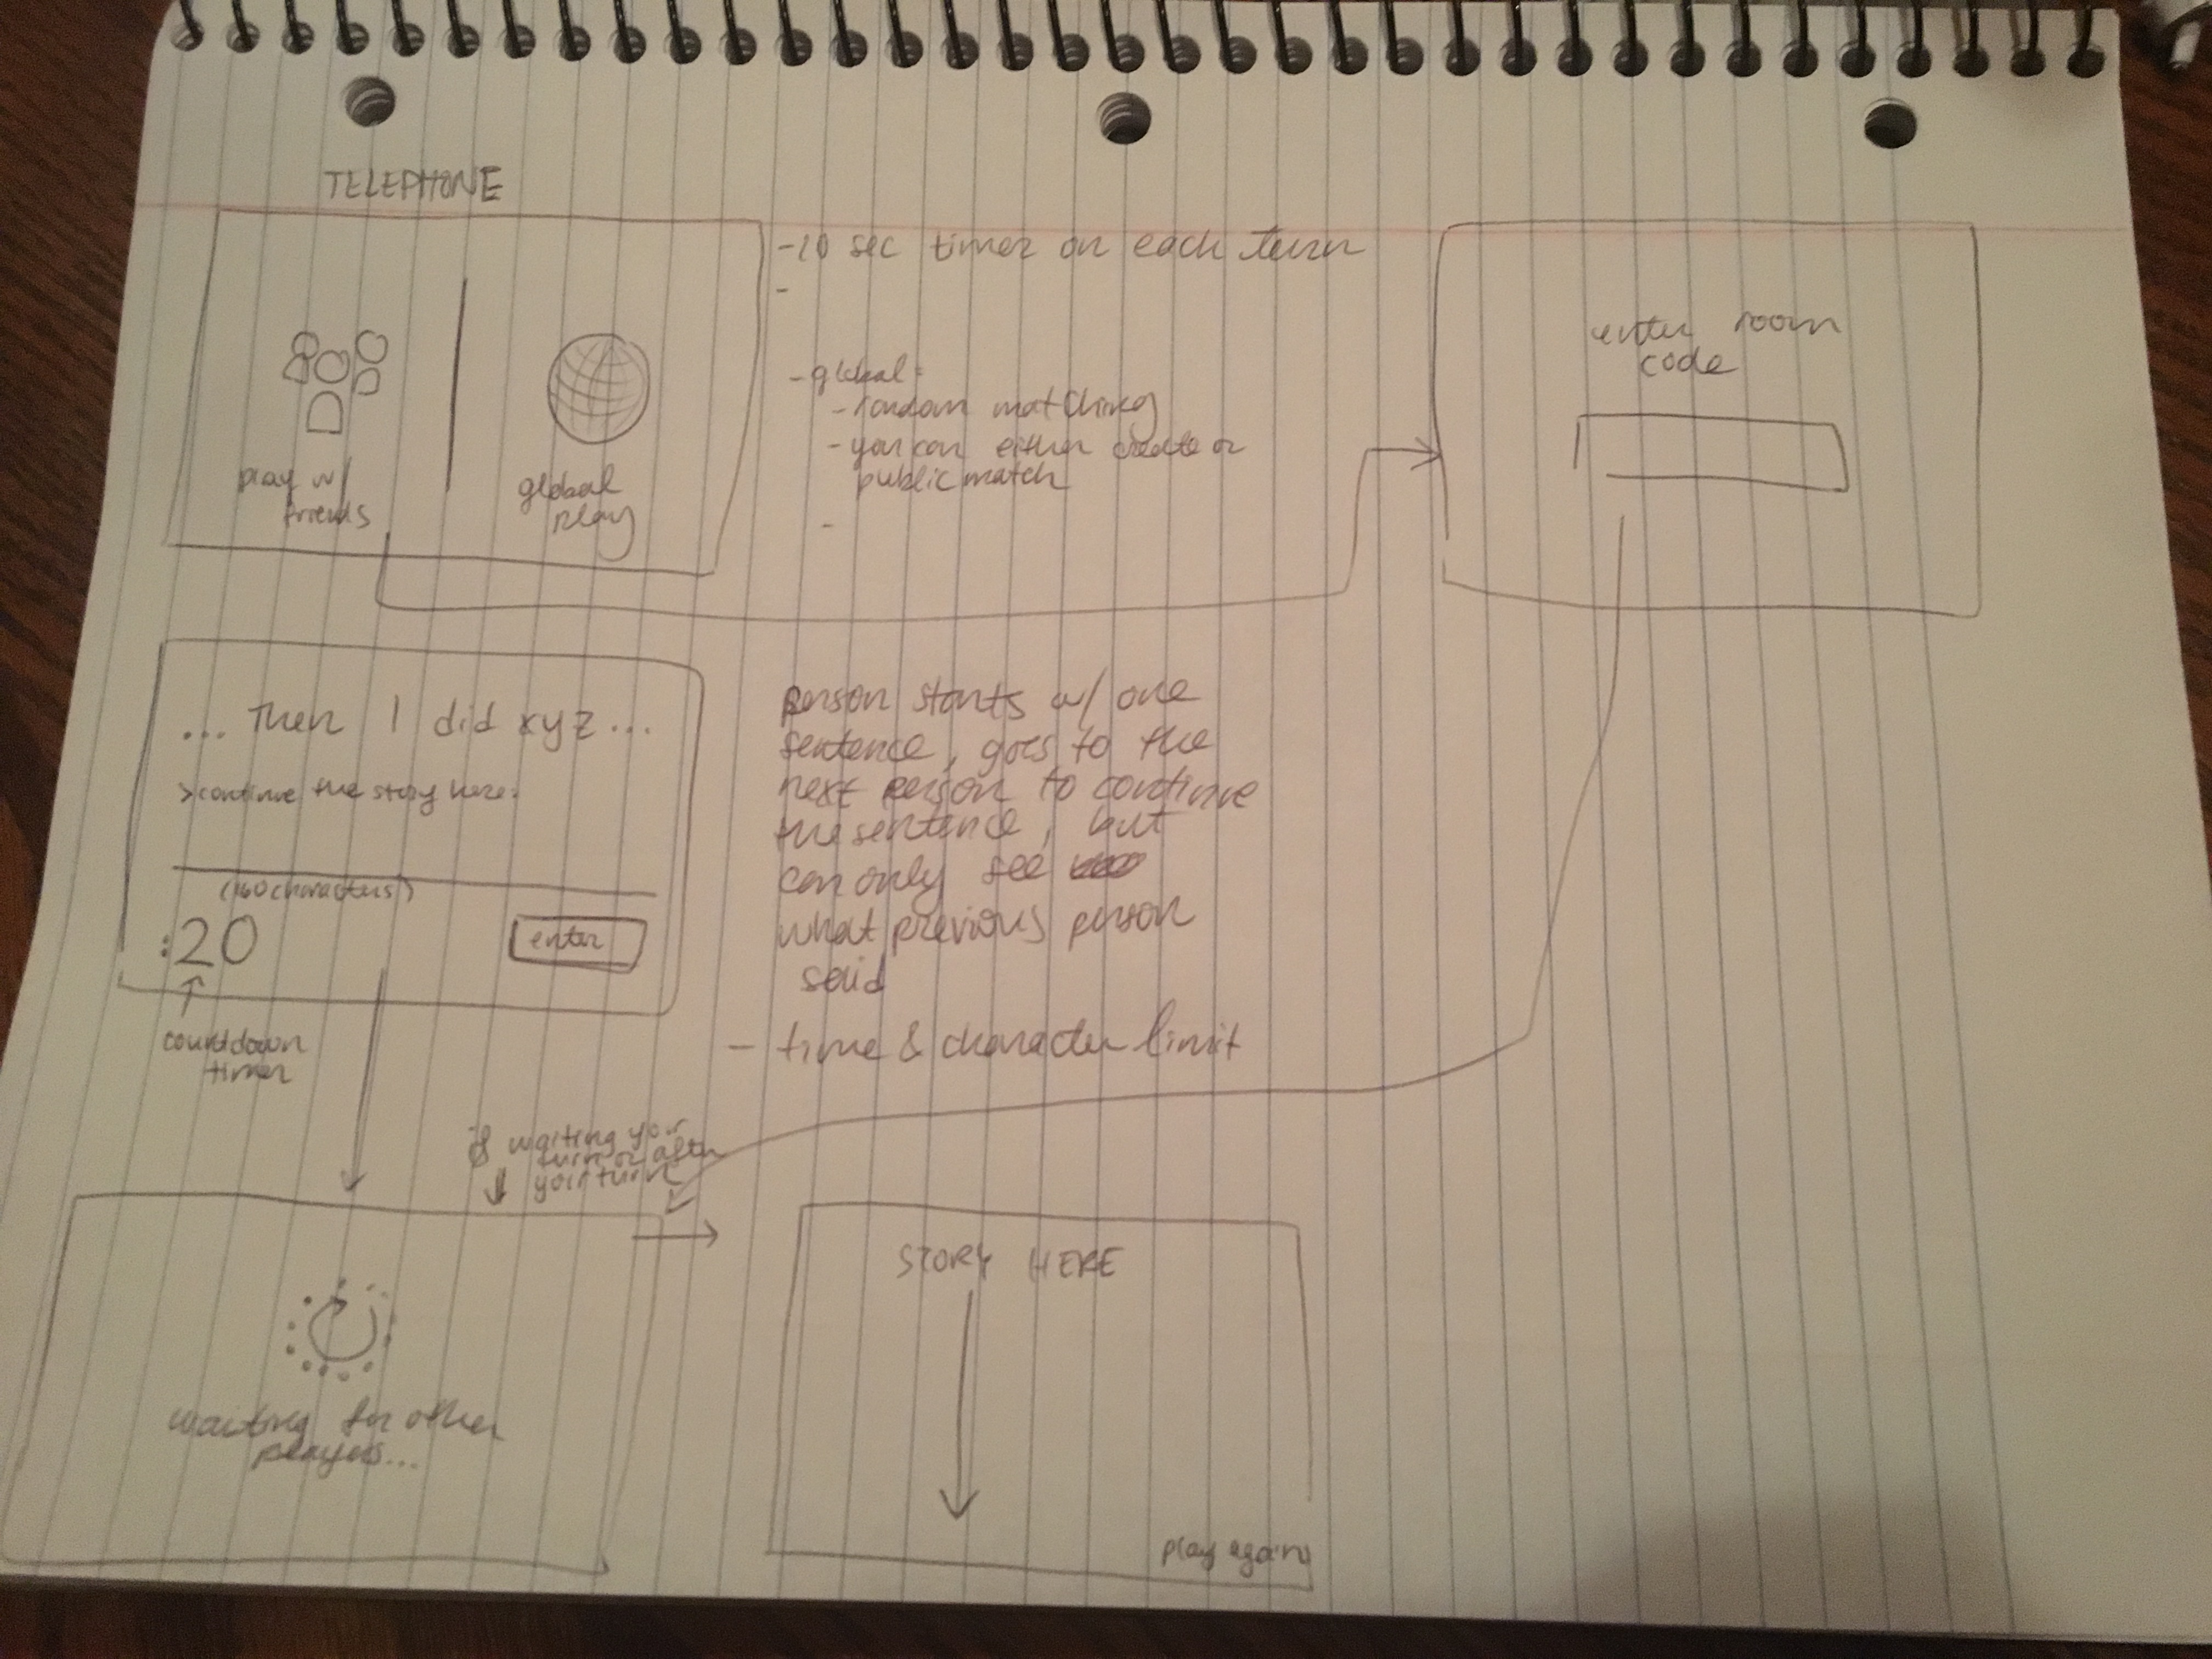 TELEPHONE
play w/
friends
global
play
-10 sec timer on each turn
-
-global:
-random matching
-you can either create or
public match
-
enter room
code
... Then I did xyz ...
>continue the story here:
(160 characters)
:20
enter
countdown
timer
person starts w/ one
sentence, goes to the
next person to continue
the sentence, but
can only see
what previous person
said
- time & character limit
if waiting your
turn or after
your turn
waiting for other
players...
STORY HERE
play again